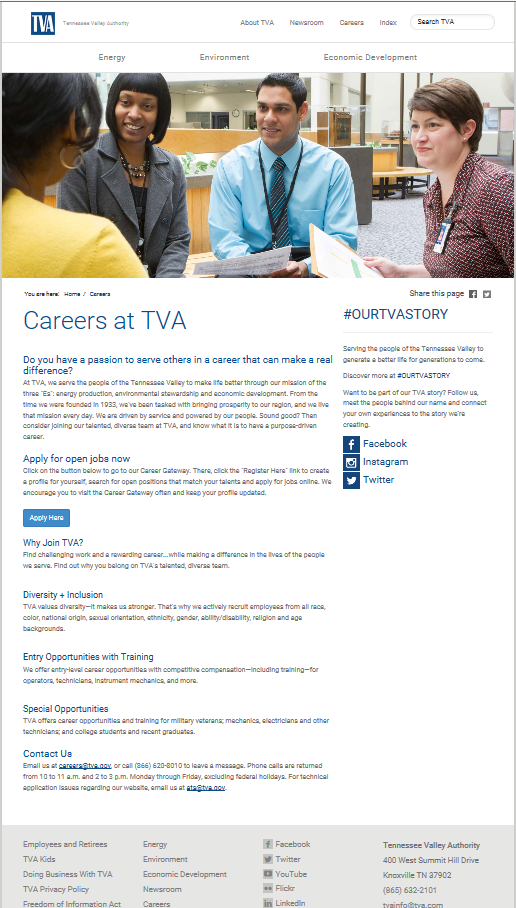 TVA Tennessee Valley Authority
About TVA Newsroom Careers Index Search TVA
Energy Environment Economic Development
You are here: Home / Careers
Share this page
Careers at TVA
Do you have a passion to serve others in a career that can make a real
difference?
At TVA, we serve the people of the Tennessee Valley to make life better through our mission of the
three "Es": energy production, environmental stewardship and economic development. From the
time we were founded in 1933, we've been tasked with bringing prosperity to our region, and we live
that mission every day. We are driven by service and powered by our people. Sound good? Then
consider joining our talented, diverse team at TVA, and know what it is to have a purpose-driven
career.
Apply for open jobs now
Click on the button below to go to our Career Gateway. There, click the "Register Here" link to create
a profile for yourself, search for open positions that match your talents and apply for jobs online. We
encourage you to visit the Career Gateway often and keep your profile updated.
Apply Here
Why Join TVA?
Find challenging work and a rewarding career...while making a difference in the lives of the people
we serve. Find out why you belong on TVA's talented, diverse team.
Diversity + Inclusion
TVA values diversity—it makes us stronger. That's why we actively recruit employees from all race,
color, national origin, sexual orientation, ethnicity, gender, ability/disability, religion and age
backgrounds.
Entry Opportunities with Training
We offer entry-level career opportunities with competitive compensation—including training—for
operators, technicians, instrument mechanics, and more.
Special Opportunities
TVA offers career opportunities and training for military veterans; mechanics, electricians and other
technicians; and college students and recent graduates.
Contact Us
Email us at careers@tva.gov, or call (866) 620-8010 to leave a message. Phone calls are returned
from 10 to 11 a.m. and 2 to 3 p.m. Monday through Friday, excluding federal holidays. For technical
application issues regarding our website, email us at ats@tva.gov.
#OURTVASTORY
Serving the people of the Tennessee Valley to
generate a better life for generations to come.
Discover more at #OURTVASTORY
Want to be part of our TVA story? Follow us,
meet the people behind our name and connect
your own experiences to the story we're
creating.
Facebook
Instagram
Twitter
Employees and Retirees
TVA Kids
Doing Business With TVA
TVA Privacy Policy
Freedom of Information Act
Energy
Environment
Economic Development
Newsroom
Careers
Facebook
Twitter
YouTube
Flickr
LinkedIn
Tennessee Valley Authority
400 West Summit Hill Drive
Knoxville TN 37902
(865) 632-2101
tvainfo@tva.com